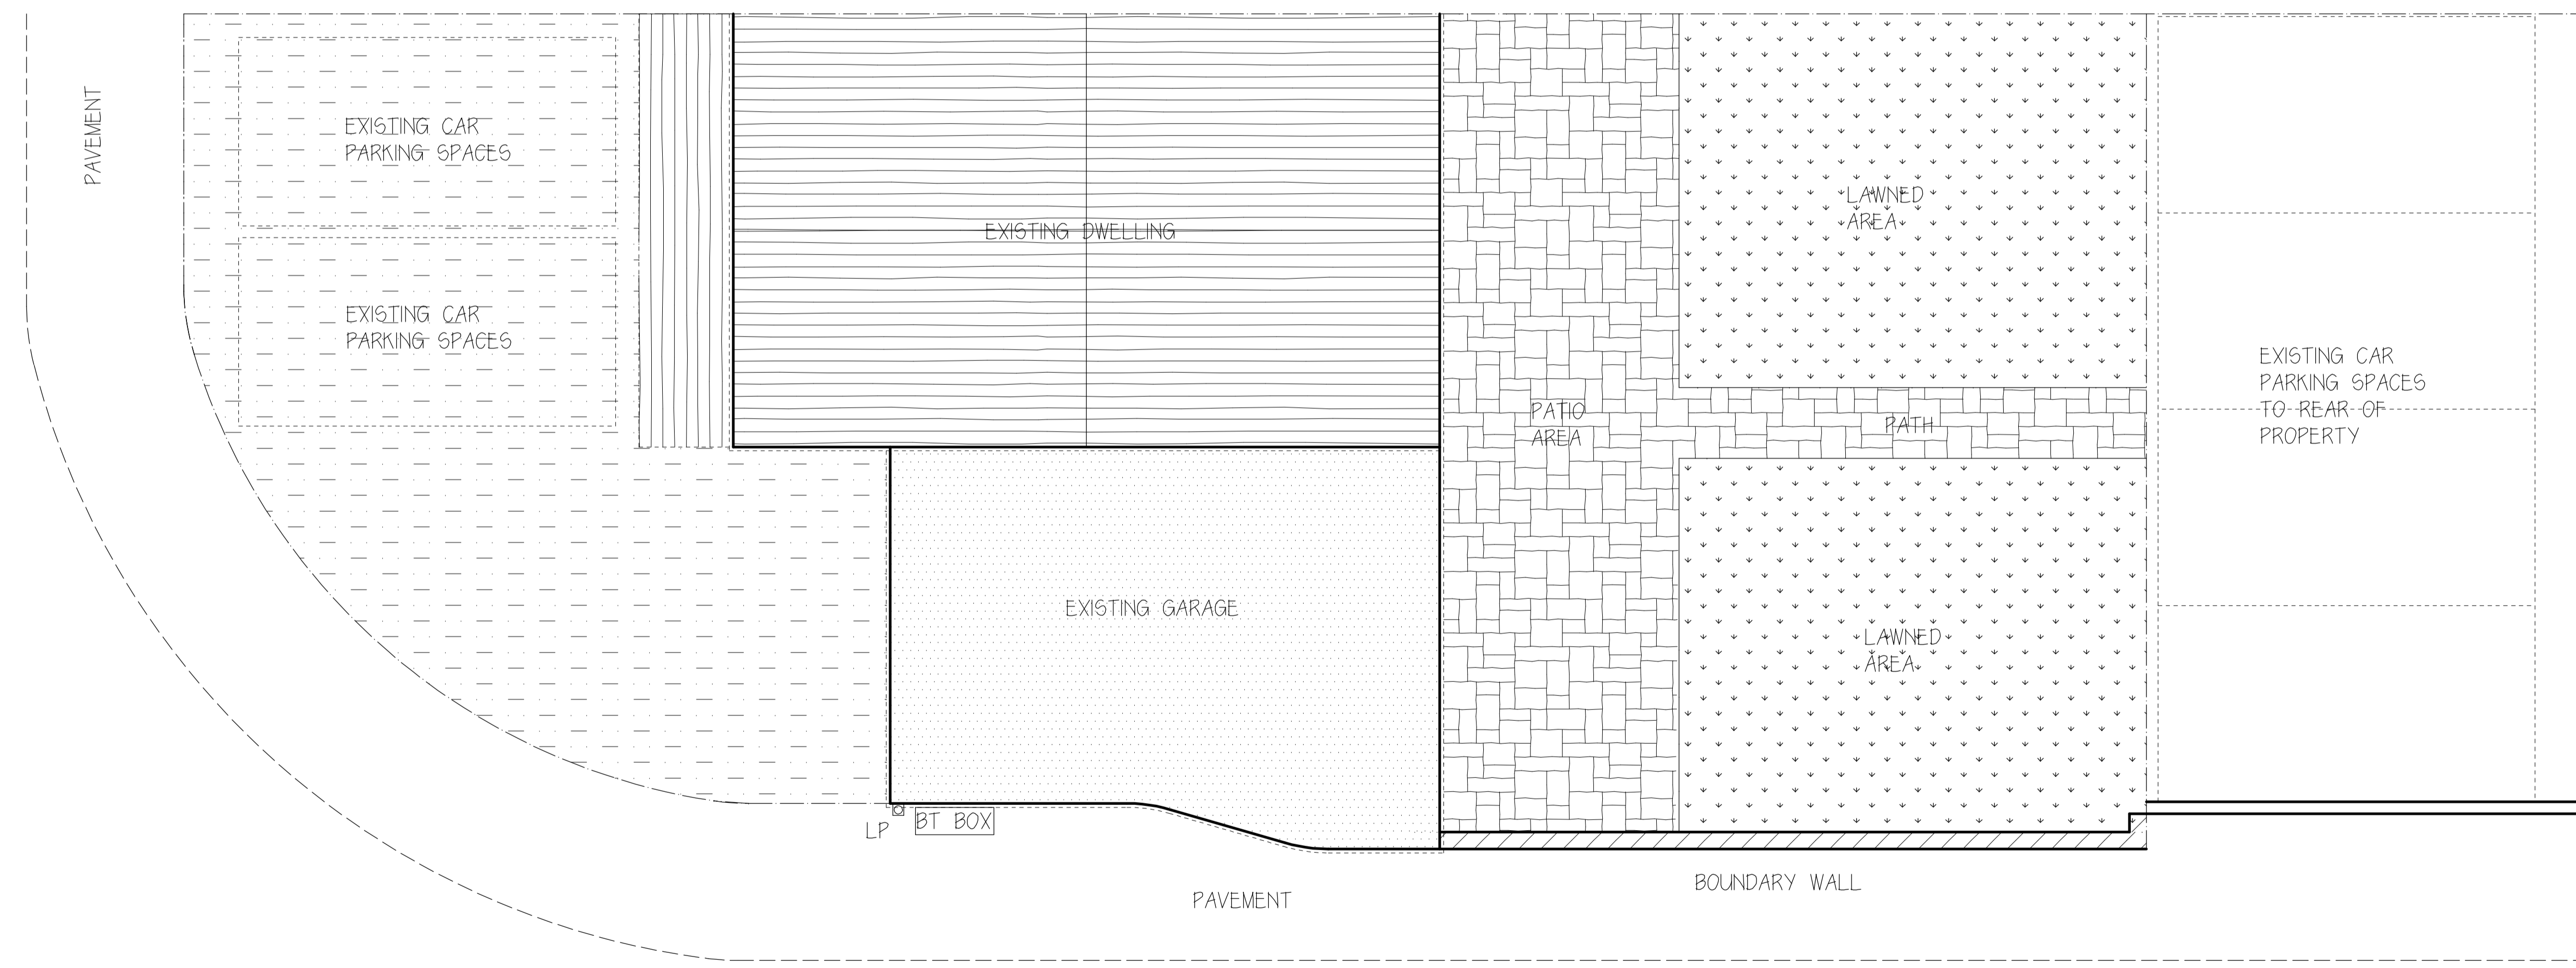 PAVEMENT
EXISTING CAR
PARKING SPACES
EXISTING CAR
PARKING SPACES
EXISTING DWELLING
EXISTING GARAGE
LP
BT BOX
PAVEMENT
PATIO
AREA
LAWNED
AREA
PATH
LAWNED
AREA
BOUNDARY WALL
EXISTING CAR
PARKING SPACES
TO REAR OF
PROPERTY